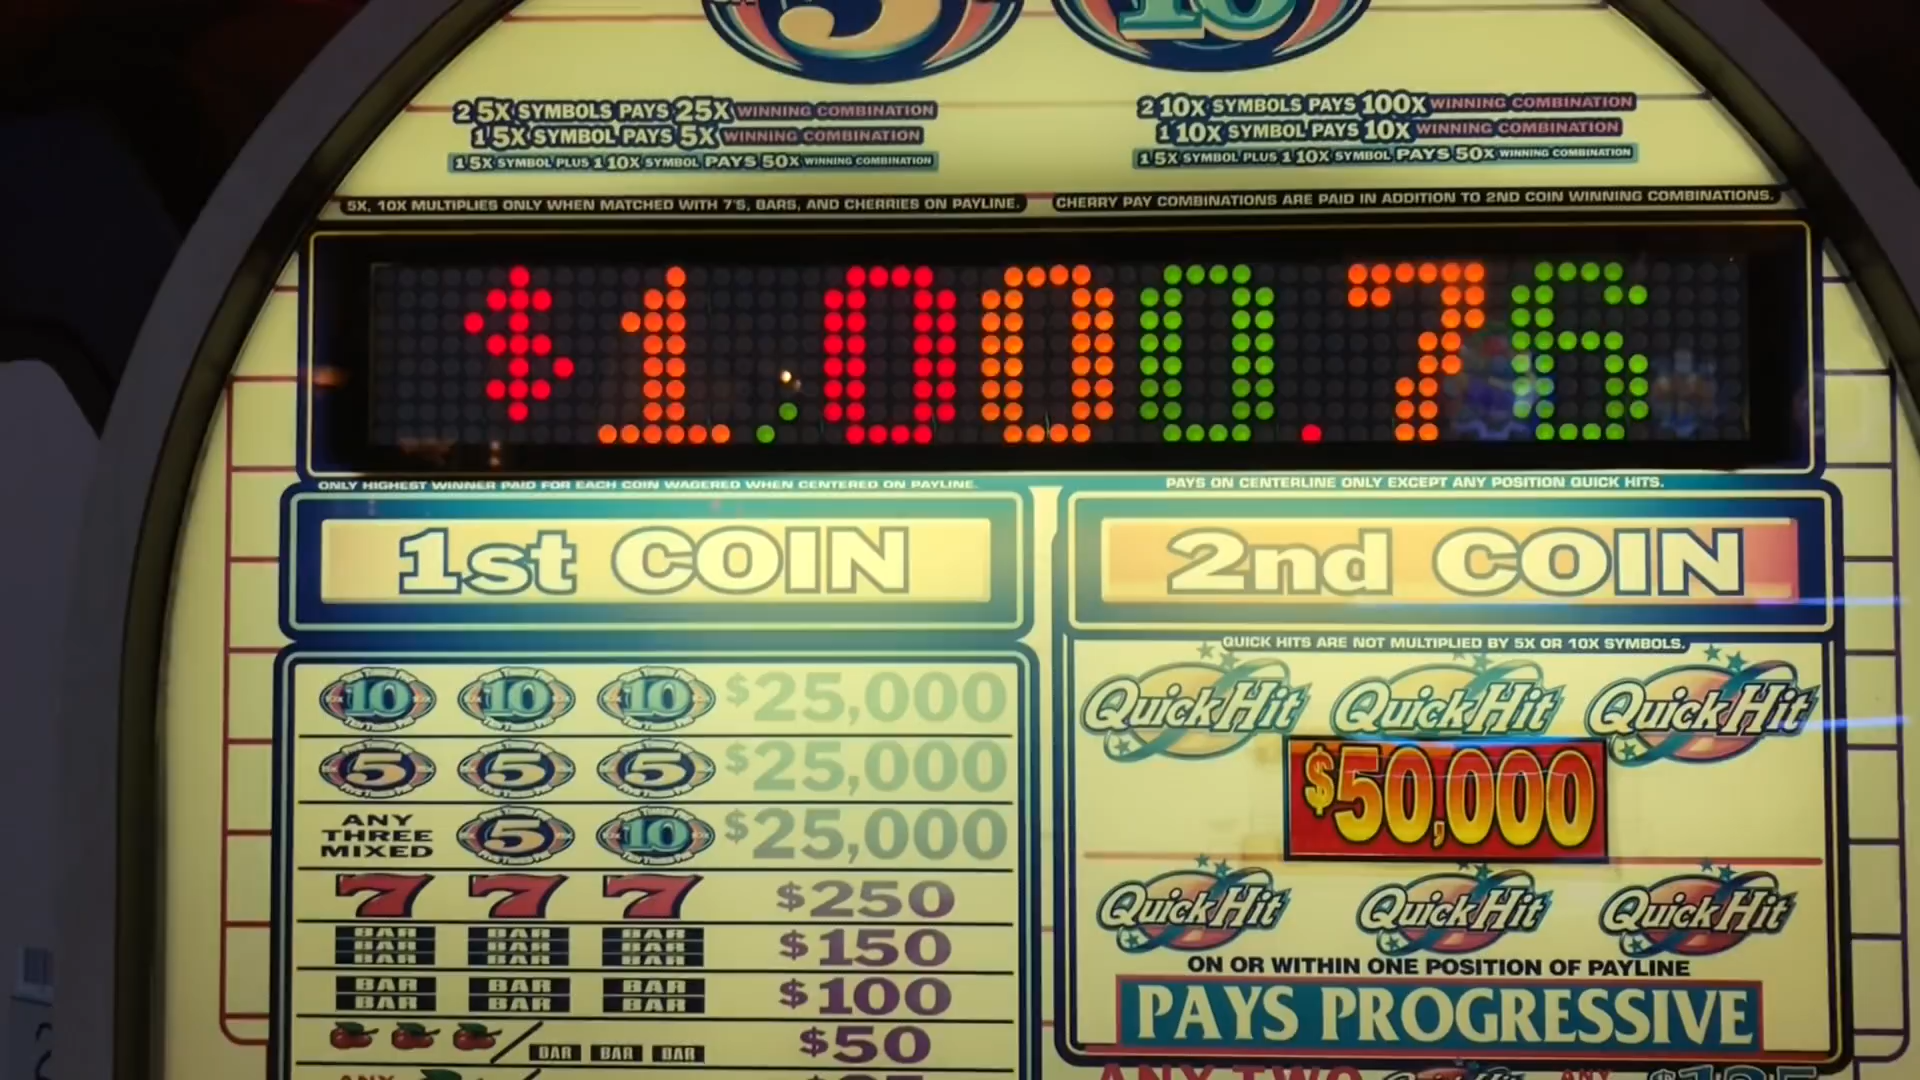 5 10
2 5X SYMBOLS PAYS 25X WINNING COMBINATION
1 5X SYMBOL PAYS 5X WINNING COMBINATION
1 5X SYMBOL PLUS 1 10X SYMBOL PAYS 50X WINNING COMBINATION
2 10X SYMBOLS PAYS 100X WINNING COMBINATION
1 10X SYMBOL PAYS 10X WINNING COMBINATION
1 5X SYMBOL PLUS 1 10X SYMBOL PAYS 50X WINNING COMBINATION
5X, 10X MULTIPLIES ONLY WHEN MATCHED WITH 7'S, BARS, AND CHERRIES ON PAYLINE.
CHERRY PAY COMBINATIONS ARE PAID IN ADDITION TO 2ND COIN WINNING COMBINATIONS.
$1,000.76
ONLY HIGHEST WINNER PAID FOR EACH COIN WAGERED WHEN CENTERED ON PAYLINE.
PAYS ON CENTERLINE ONLY EXCEPT ANY POSITION QUICK HITS.
1st COIN
10 10 10 $25,000
5 5 5 $25,000
ANY THREE MIXED 5 10 $25,000
7 7 7 $250
BAR BAR BAR $150
BAR BAR BAR
BAR BAR BAR
BAR BAR BAR $100
BAR BAR BAR
BAR BAR BAR $50
ANY
2nd COIN
QUICK HITS ARE NOT MULTIPLIED BY 5X OR 10X SYMBOLS.
Quick Hit Quick Hit Quick Hit
$50,000
Quick Hit Quick Hit Quick Hit
ON OR WITHIN ONE POSITION OF PAYLINE
PAYS PROGRESSIVE
ANY TWO ANY $125